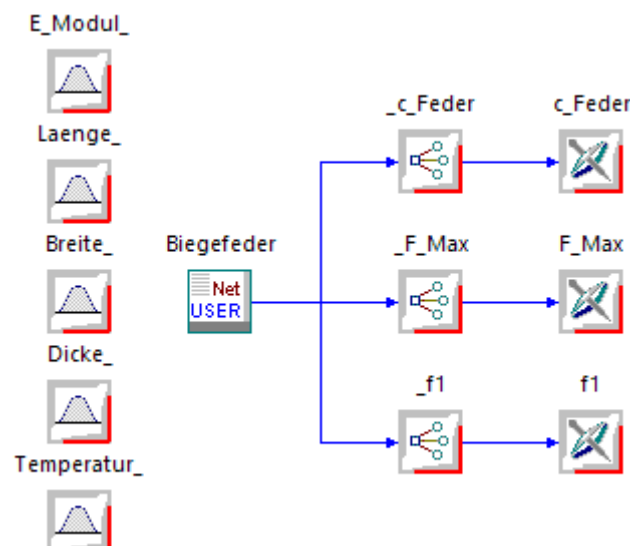 E_Modul_
Laenge_
Breite_
Dicke_
Temperatur_
Biegefeder
Net
USER
_c_Feder
c_Feder
_F_Max
F_Max
_f1
f1